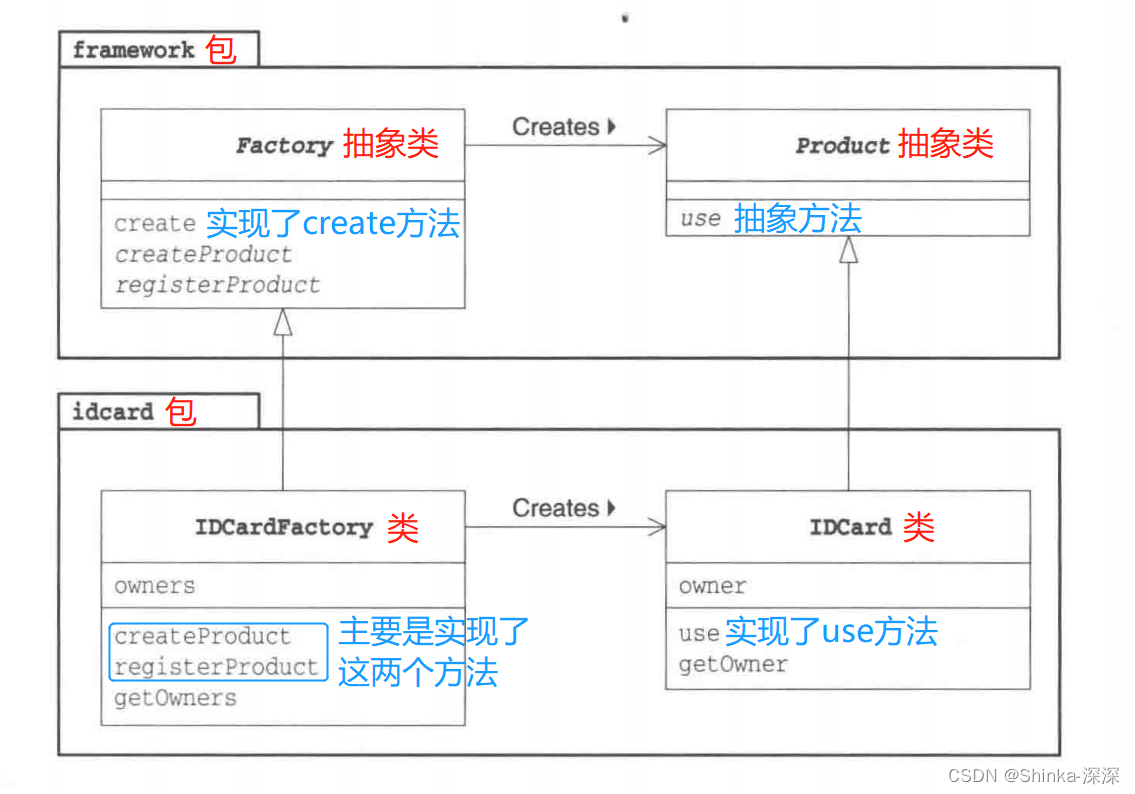 framework 包
Factory 抽象类
Creates
Product 抽象类
create 实现了create方法
createProduct
registerProduct
use 抽象方法
idcard 包
IDCardFactory 类
Creates
IDCard 类
owners
owner
createProduct
registerProduct
getOwners
主要是实现了
这两个方法
use 实现了use方法
getOwner
CSDN @Shinka-深深